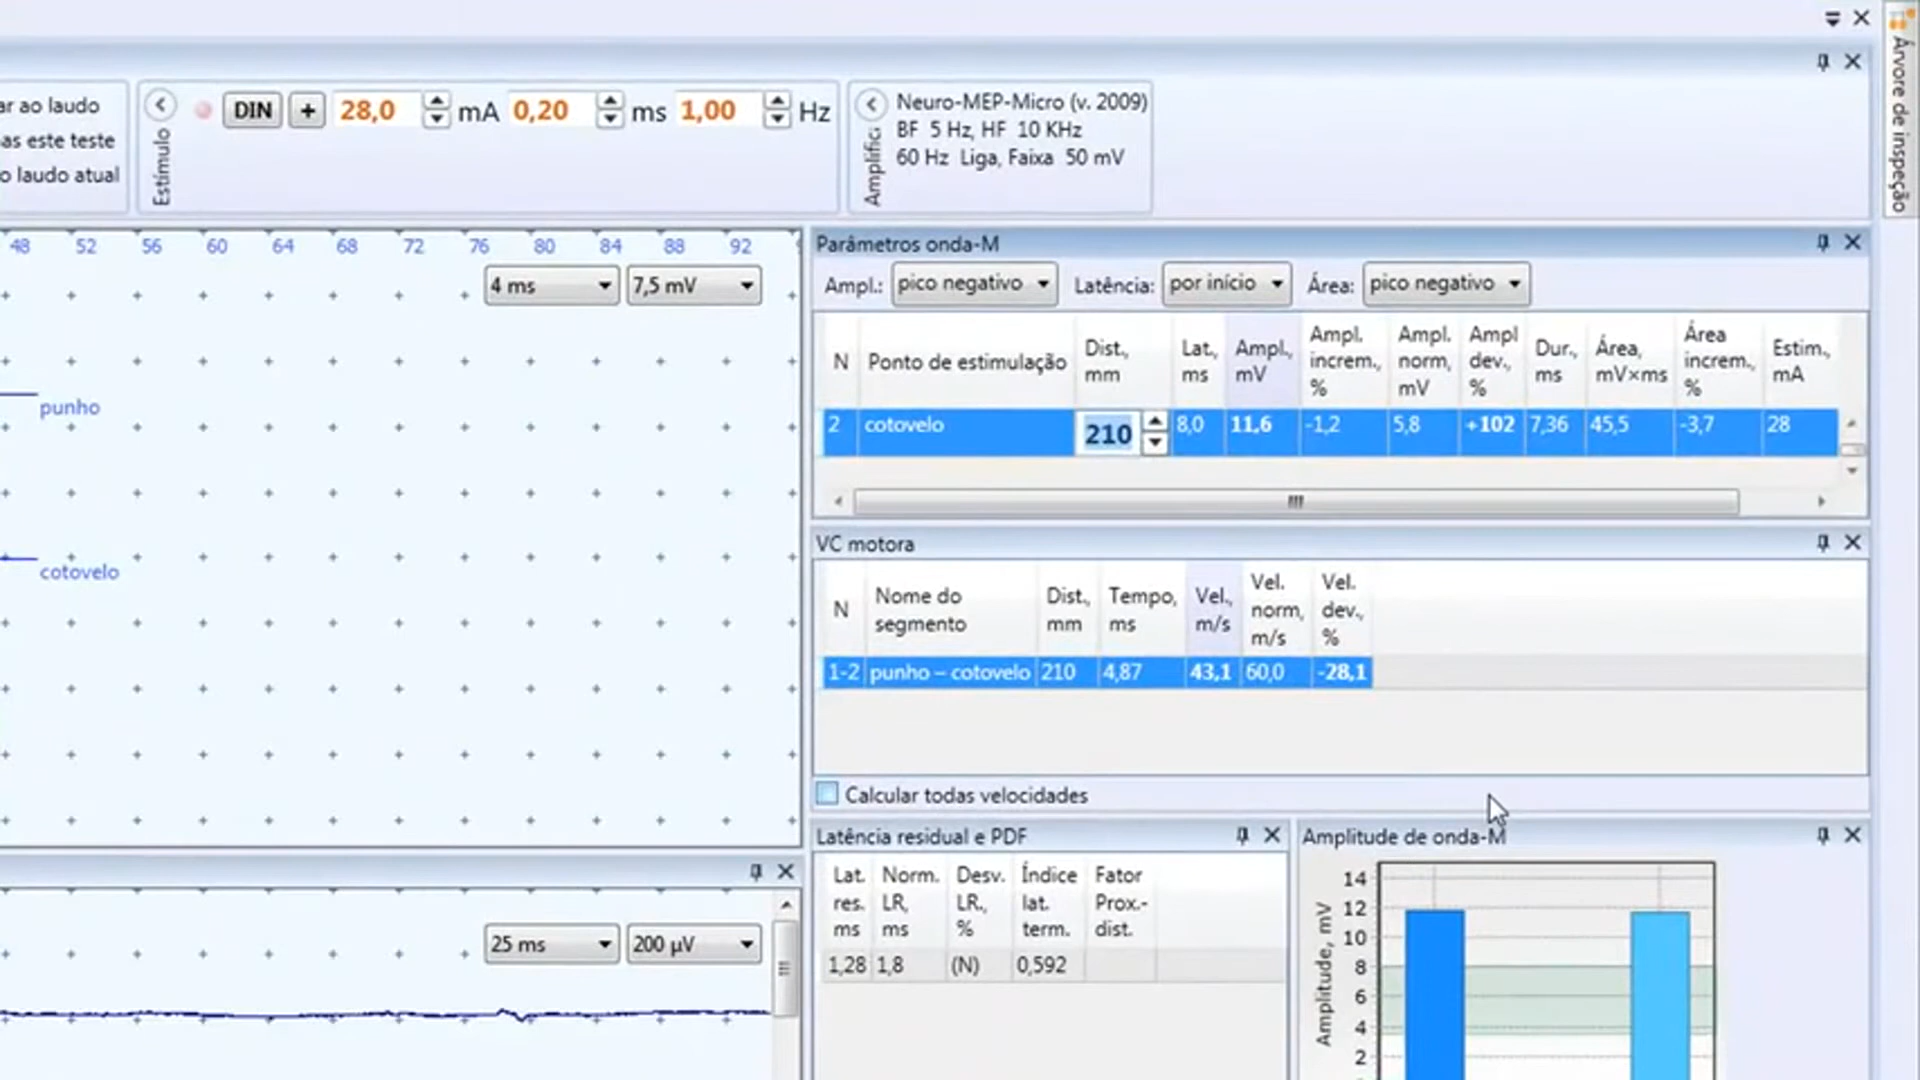 ar ao laudo
as este teste
o laudo atual
Estímulo
DIN + 28,0 mA 0,20 ms 1,00 Hz
Amplific
Neuro-MEP-Micro (v. 2009)
BF 5 Hz, HF 10 KHz
60 Hz Liga, Faixa 50 mV
Árvore de inspeção
48 52 56 60 64 68 72 76 80 84 88 92
4 ms 7,5 mV
punho
cotovelo
25 ms 200 µV
Parâmetros onda-M
Ampl.: pico negativo Latência: por início Área: pico negativo
N Ponto de estimulação Dist., mm Lat., ms Ampl., mV Ampl. increm., % Ampl. norm, mV Ampl dev., % Dur., ms Área, mV×ms Área increm., % Estim., mA
2 cotovelo 210 8,0 11,6 -1,2 5,8 +102 7,36 45,5 -3,7 28
VC motora
N Nome do segmento Dist., mm Tempo, ms Vel., m/s Vel. norm, m/s Vel. dev., %
1-2 punho – cotovelo 210 4,87 43,1 60,0 -28,1
Calcular todas velocidades
Latência residual e PDF
Lat. res. ms Norm. LR, ms Desv. LR., % Índice lat. term. Fator Prox.- dist.
1,28 1,8 (N) 0,592
Amplitude de onda-M
Amplitude, mV
14
12
10
8
6
4
2